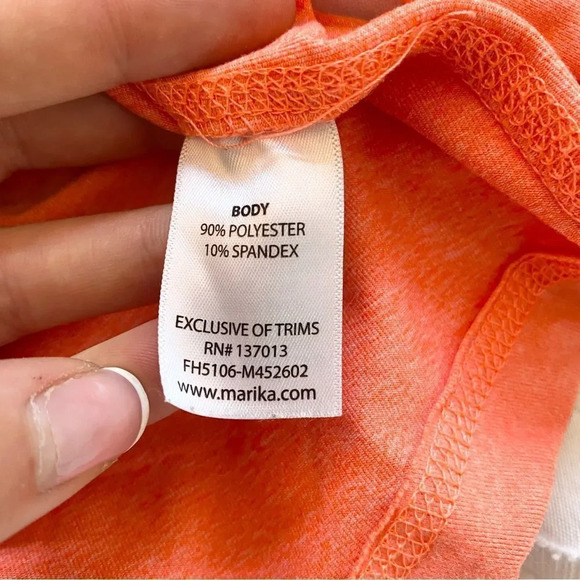 BODY
90% POLYESTER
10% SPANDEX
EXCLUSIVE OF TRIMS
RN# 137013
FH5106-M452602
www.marika.com